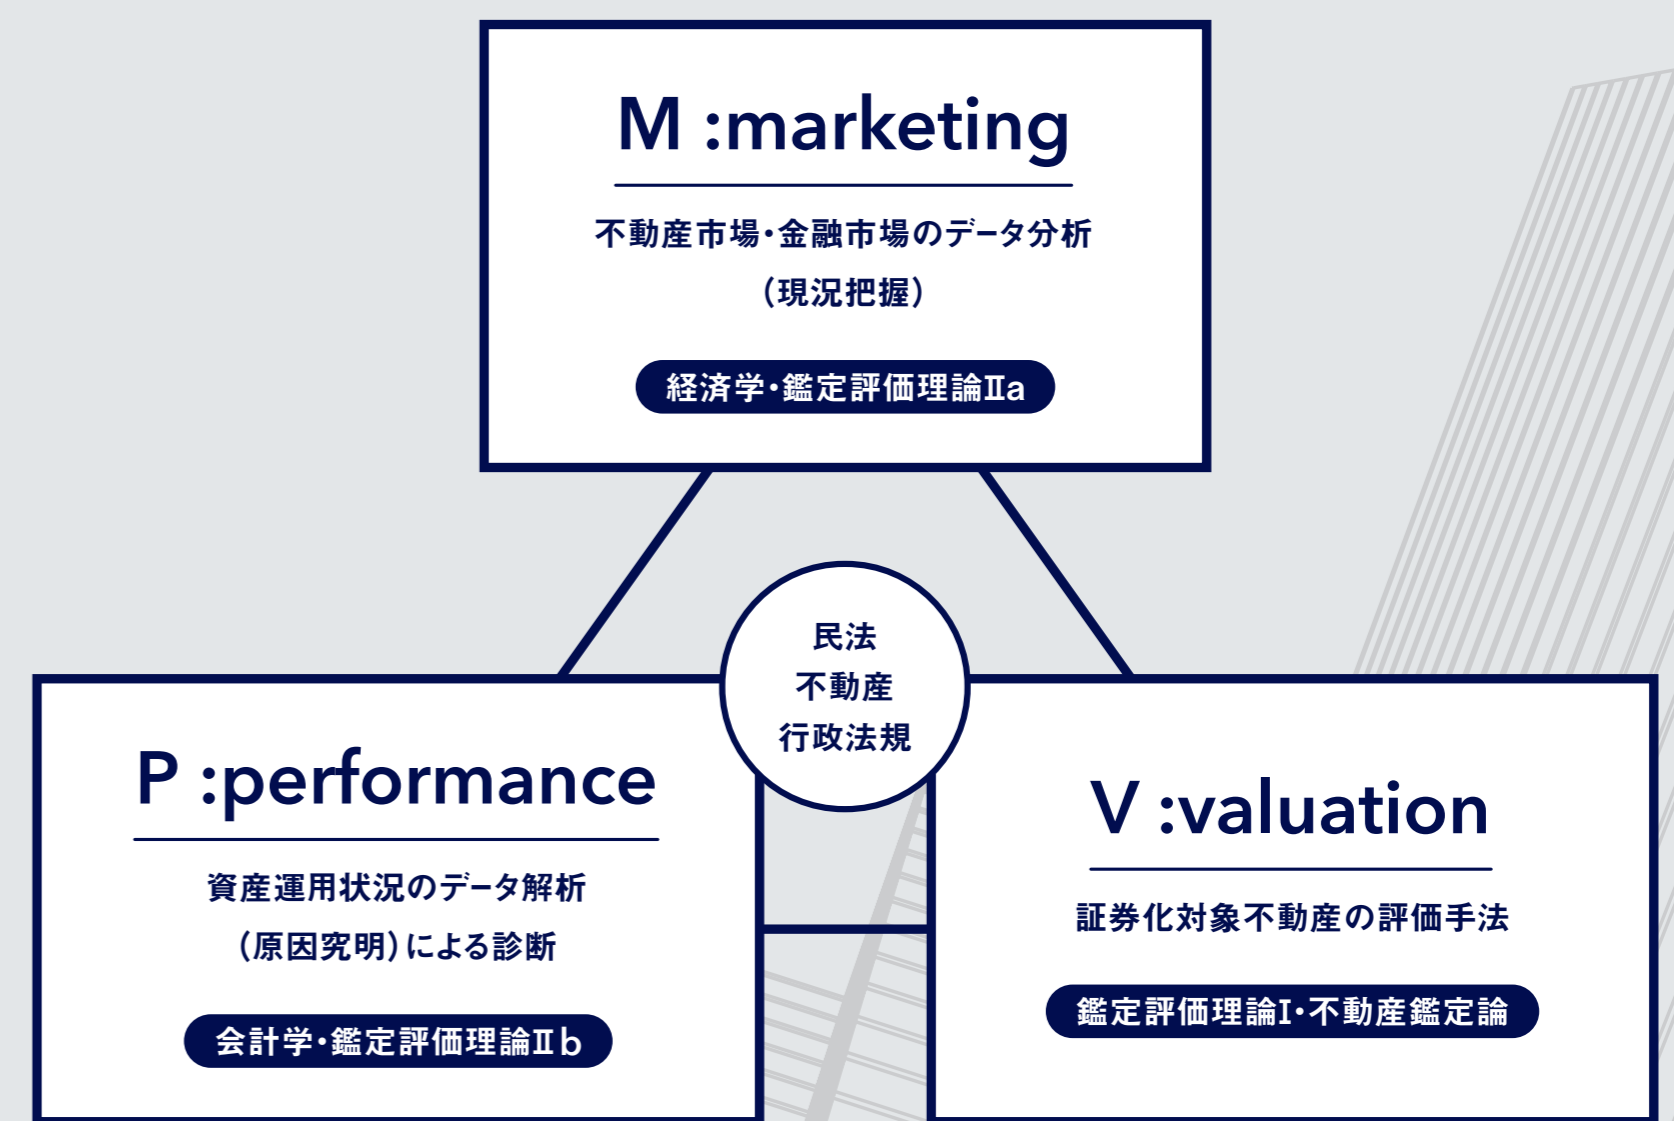 M :marketing
不動産市場・金融市場のデータ分析
（現況把握）
経済学・鑑定評価理論Ⅱa
民法
不動産
行政法規
P :performance
資産運用状況のデータ解析
（原因究明）による診断
会計学・鑑定評価理論Ⅱb
V :valuation
証券化対象不動産の評価手法
鑑定評価理論Ⅰ・不動産鑑定論